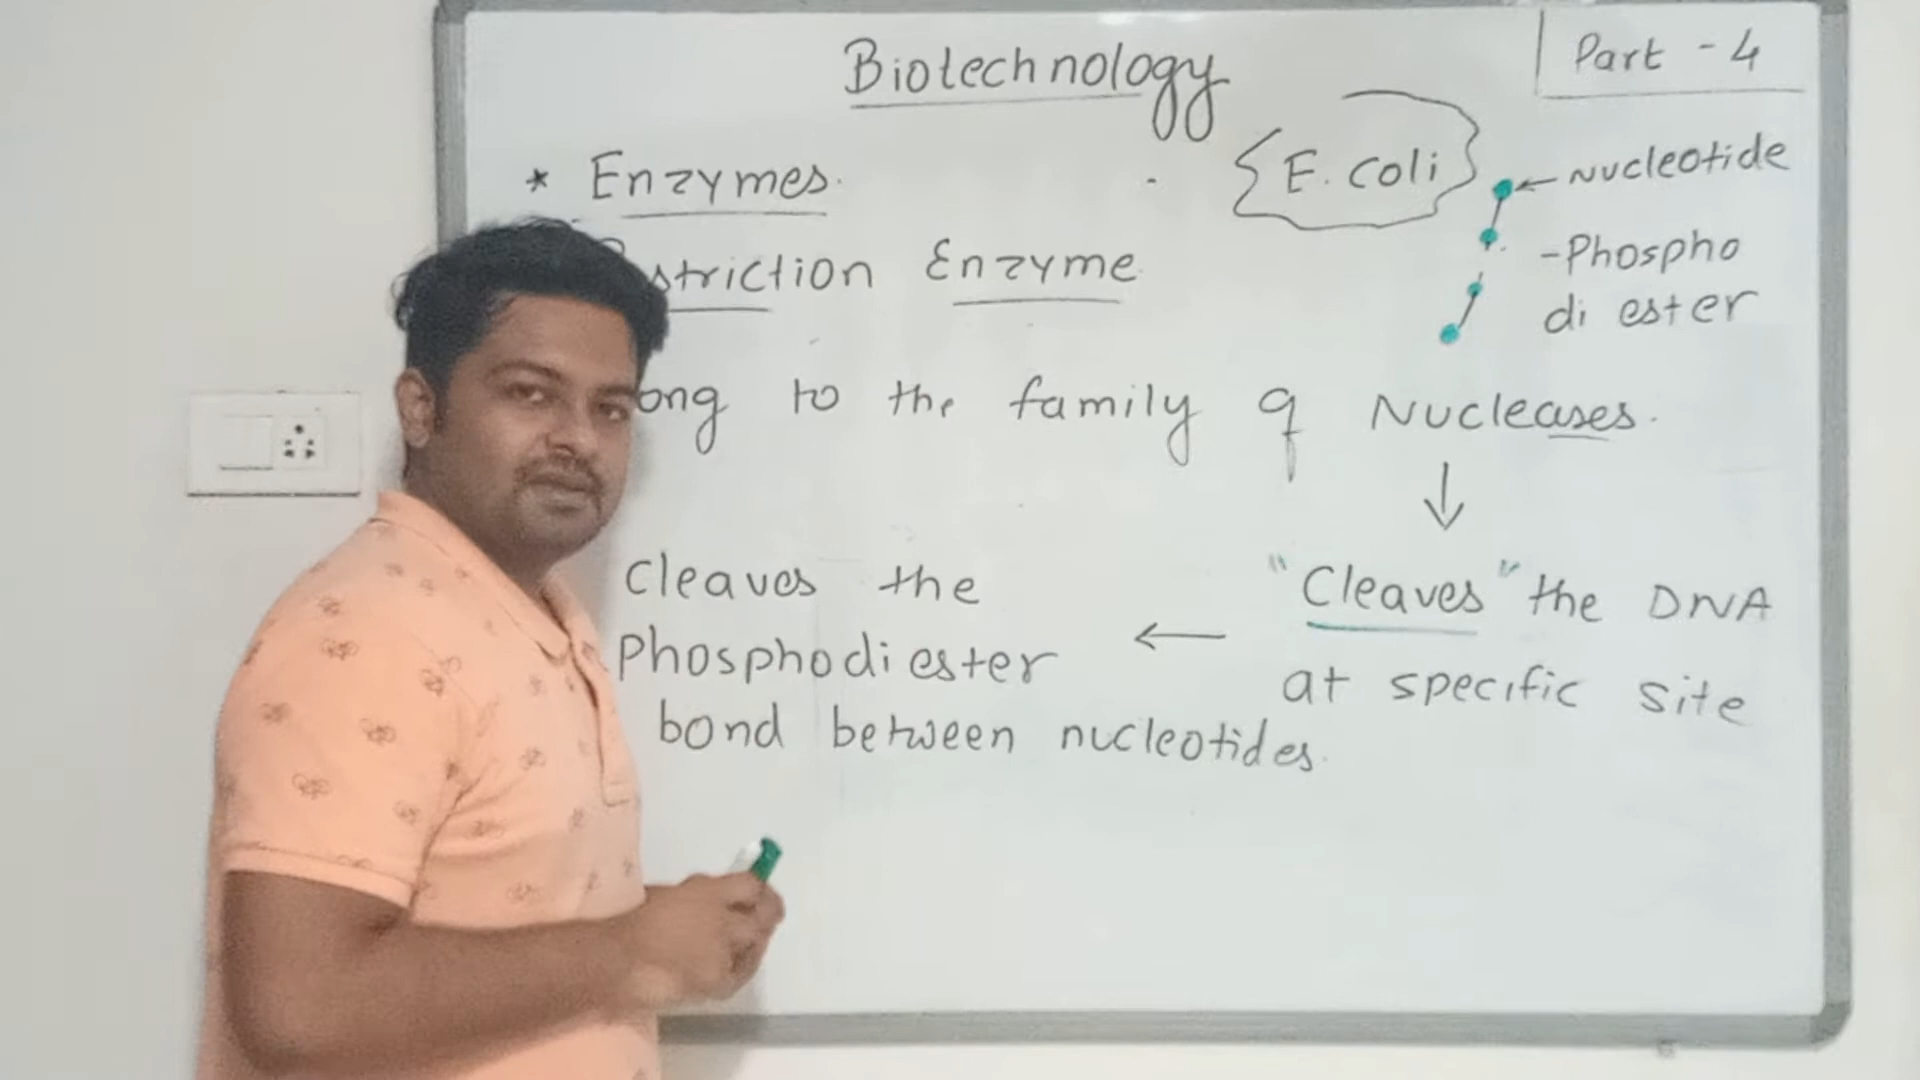 Biotechnology
Part - 4
* Enzymes.
{E. coli}
Nucleotide
striction Enzyme
- Phospho
di ester
ong to the family of Nucleases.
Cleaves the
Phosphodiester
bond between nucleotides.
"Cleaves" the DNA
at specific site